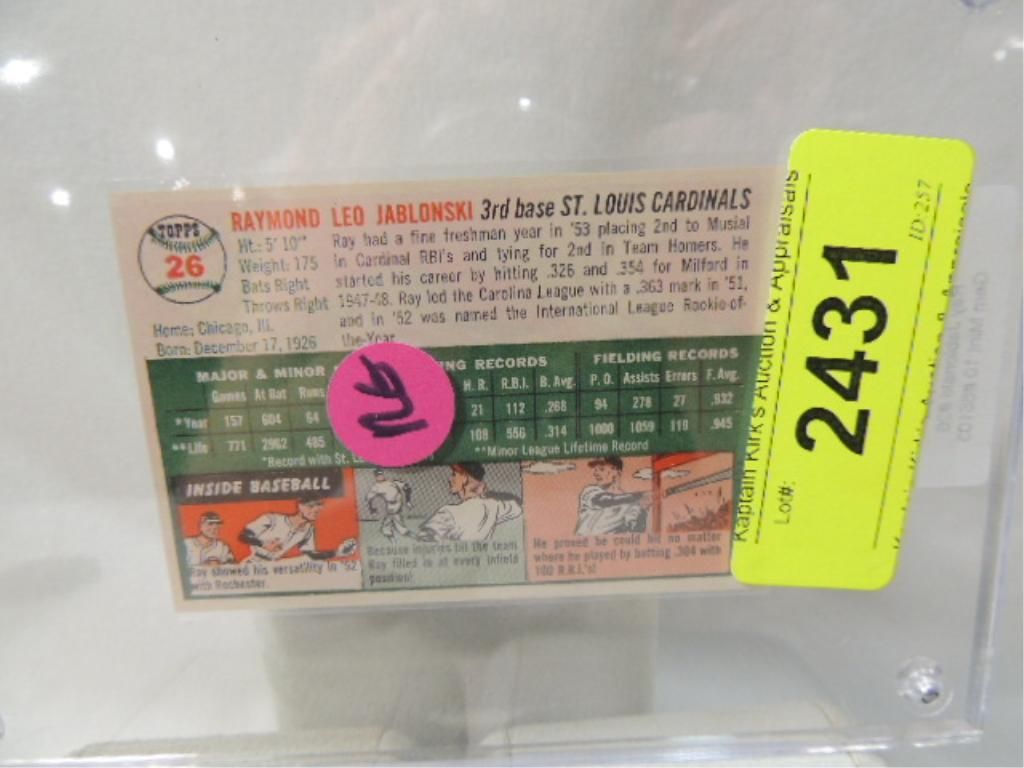 TOPPS
26
RAYMOND LEO JABLONSKI 3rd base ST. LOUIS CARDINALS
Ht.: 5' 10"
Weight: 175
Bats Right
Throws Right
Home: Chicago, Ill.
Born: December 17, 1926
Ray had a fine freshman year in '53 placing 2nd to Musial
in Cardinal RBI's and tying for 2nd in Team Homers. He
started his career by hitting .326 and .354 for Milford in
1947-48. Ray led the Carolina League with a .363 mark in '51,
and in '52 was named the International League Rookie-of-
the-Year.
MAJOR & MINOR NG RECORDS FIELDING RECORDS
Games At Bat Runs H. R. R.B.I. B. Avg. P. O. Assists Errors F. Avg.
*Year 157 604 64 21 112 .268 94 278 27 .932
**Life 771 2962 485 108 556 .314 1000 1059 119 .945
*Record with St. L **Minor League Lifetime Record
INSIDE BASEBALL
Ray showed his versatility in '52
with Rochester.
Because injuries hit the team
Ray filled in at every infield
position!
He proved he could hit no matter
where he played by batting .304 with
100 R.B.I.'s!
Kaptain Kirk's Auction & Appraisals
Lot#:
2431
ID:257